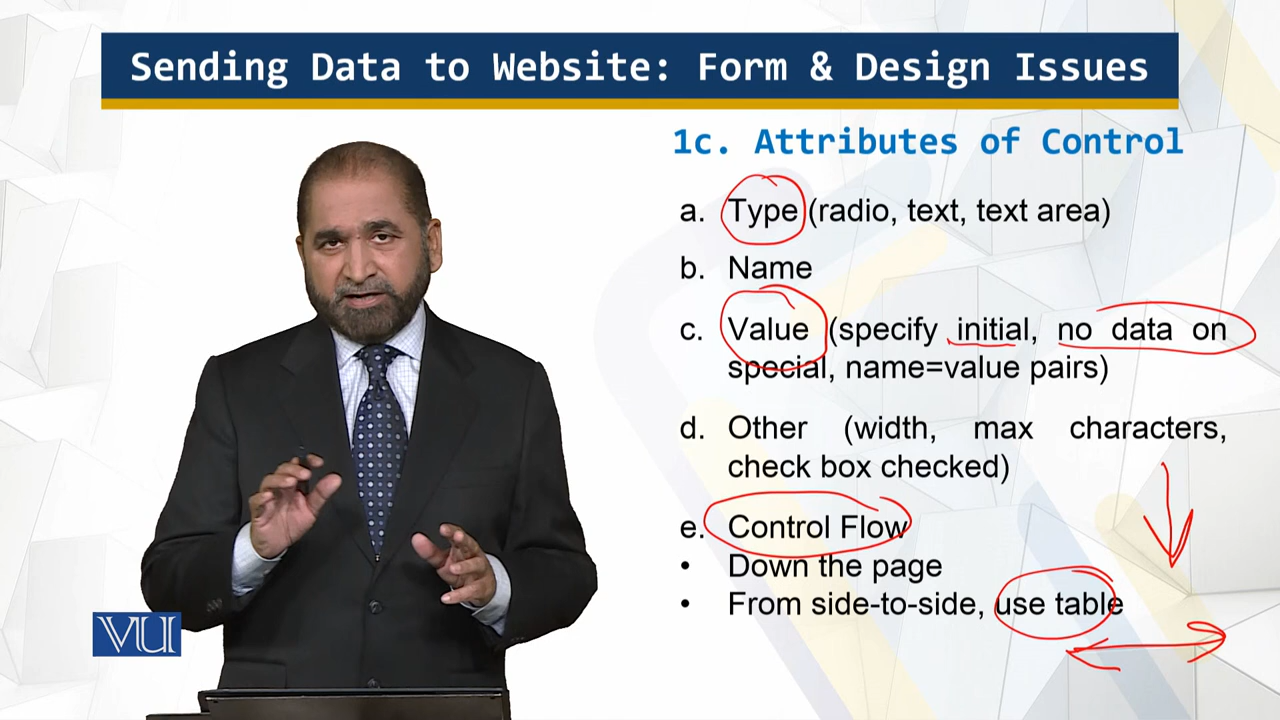 Sending Data to Website: Form & Design Issues
1c. Attributes of Control
a. Type (radio, text, text area)
b. Name
c. Value (specify initial, no data on
special, name=value pairs)
d. Other (width, max characters,
check box checked)
e. Control Flow
• Down the page
• From side-to-side, use table
VU